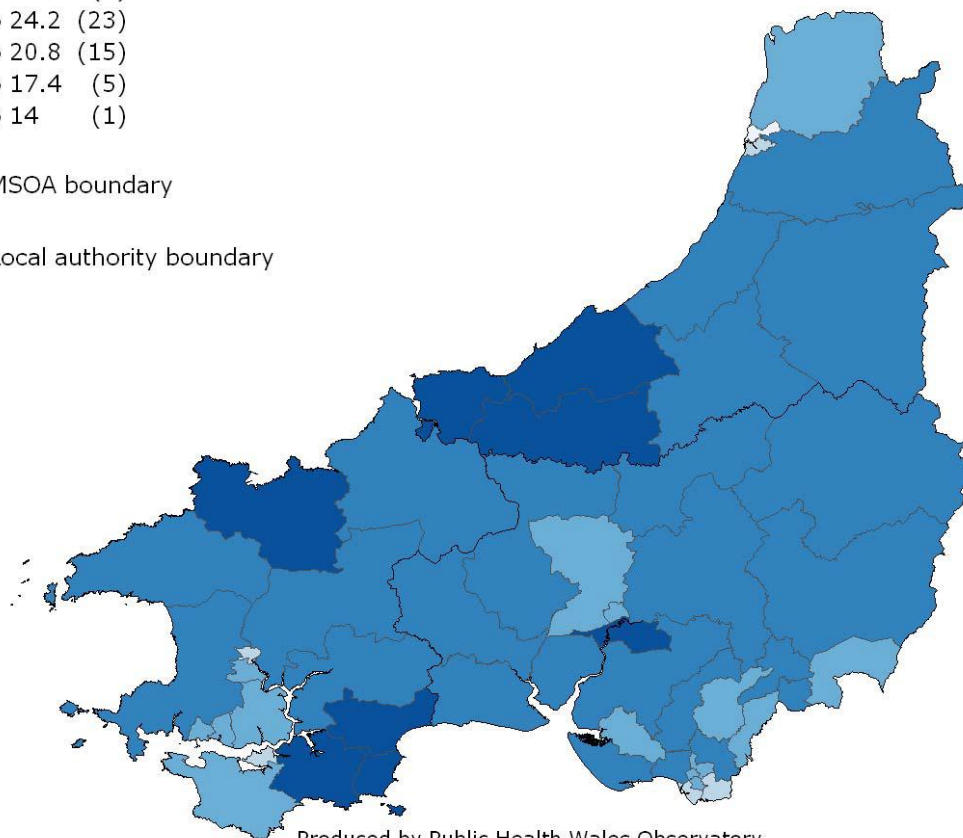 24.2 (23)
20.8 (15)
17.4 (5)
14 (1)
MSOA boundary
Local authority boundary
Produced by Public Health Wales Observatory